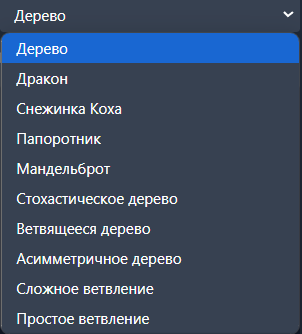 Дерево
Дерево
Дракон
Снежинка Коха
Папоротник
Мандельброт
Стохастическое дерево
Ветвящееся дерево
Асимметричное дерево
Сложное ветвление
Простое ветвление